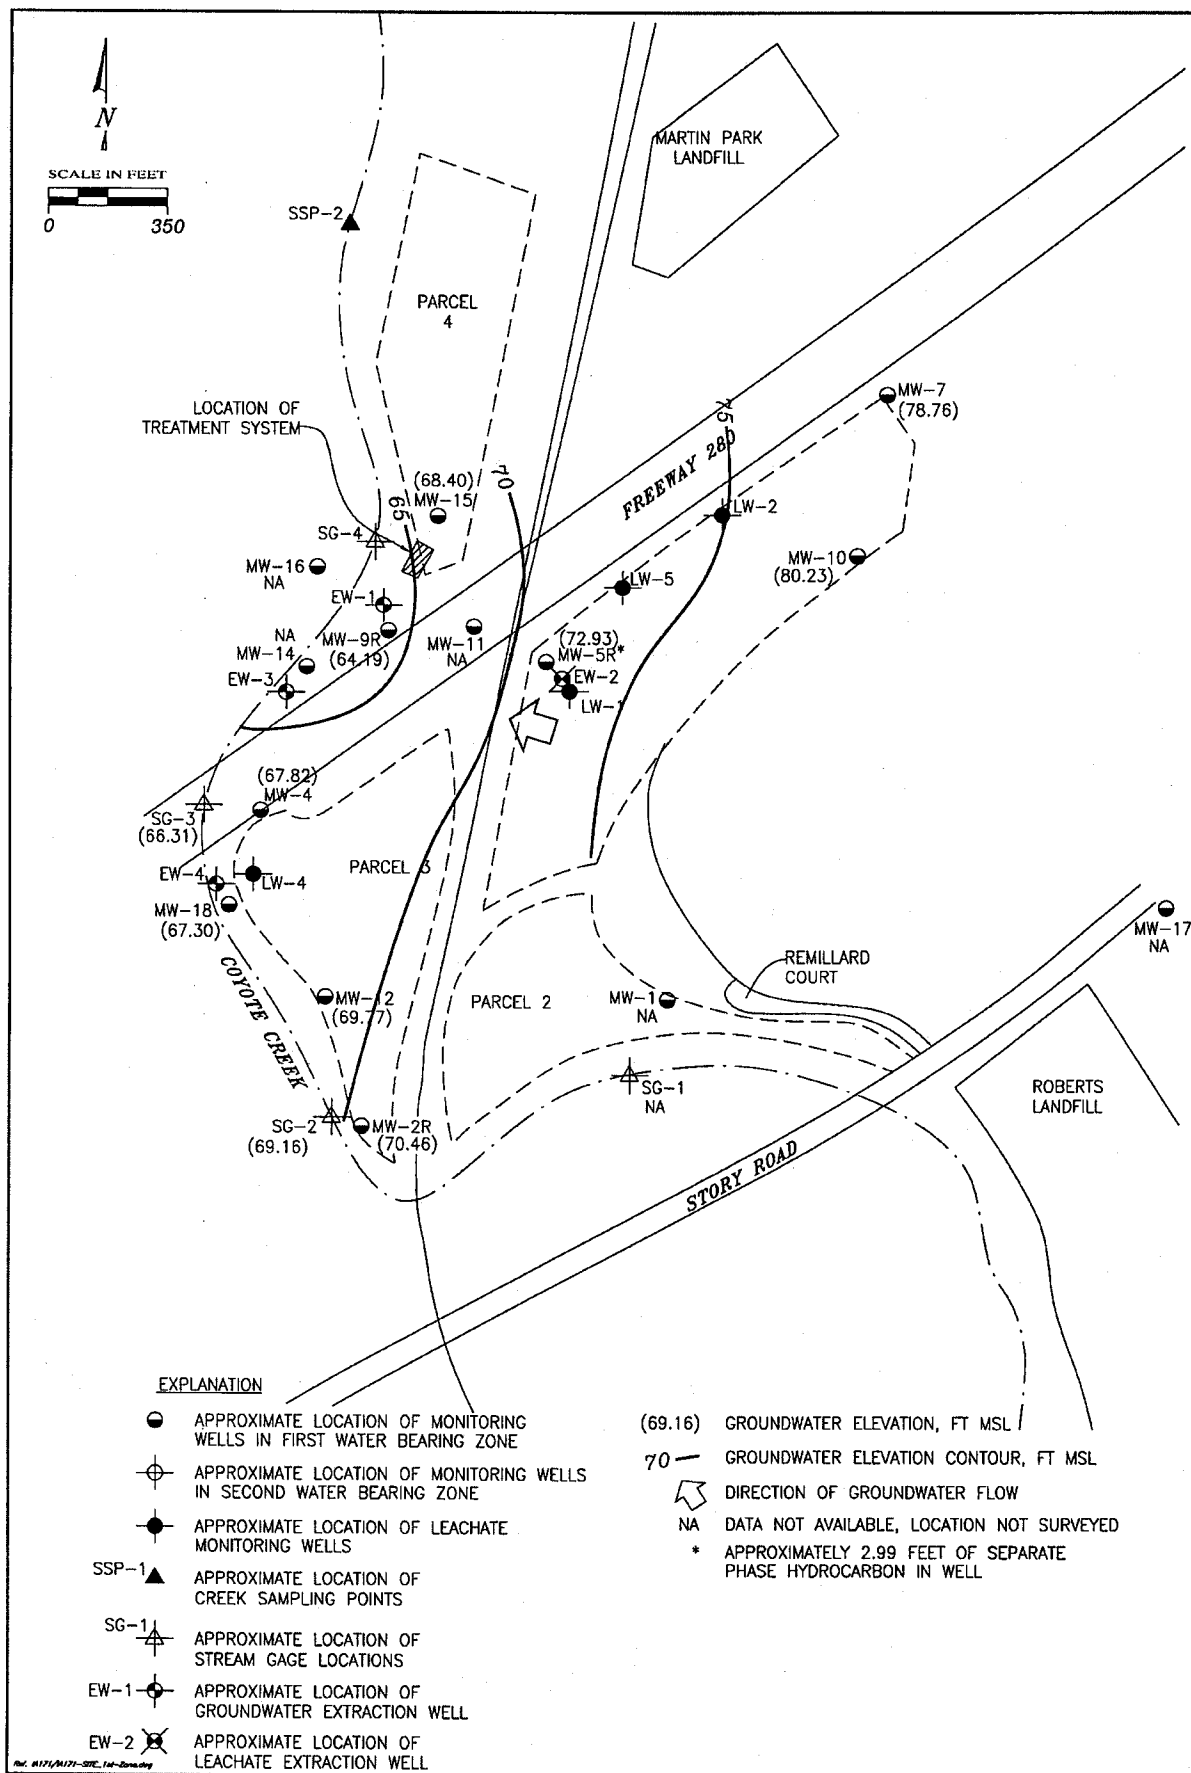 MARTIN PARK
LANDFILL
N
SCALE IN FEET
0 350
SSP-2
PARCEL
4
LOCATION OF
TREATMENT SYSTEM
MW-7
(78.76)
75
FREEWAY 280
70
(68.40)
MW-15
65
SG-4
LW-2
MW-16
NA
MW-10
(80.23)
LW-5
EW-1
NA
MW-14
MW-9R
(64.19)
MW-11
NA
(72.93)
MW-5R*
EW-3
EW-2
LW-1
(67.82)
MW-4
SG-3
(66.31)
PARCEL 3
EW-4
LW-4
MW-18
(67.30)
MW-17
NA
REMILLARD
COURT
COYOTE CREEK
MW-12
(69.77)
PARCEL 2
MW-1
NA
SG-1
NA
ROBERTS
LANDFILL
SG-2
(69.16)
MW-2R
(70.46)
STORY ROAD
EXPLANATION
APPROXIMATE LOCATION OF MONITORING
WELLS IN FIRST WATER BEARING ZONE
APPROXIMATE LOCATION OF MONITORING WELLS
IN SECOND WATER BEARING ZONE
APPROXIMATE LOCATION OF LEACHATE
MONITORING WELLS
SSP-1
APPROXIMATE LOCATION OF
CREEK SAMPLING POINTS
SG-1
APPROXIMATE LOCATION OF
STREAM GAGE LOCATIONS
EW-1
APPROXIMATE LOCATION OF
GROUNDWATER EXTRACTION WELL
EW-2
APPROXIMATE LOCATION OF
LEACHATE EXTRACTION WELL
(69.16) GROUNDWATER ELEVATION, FT MSL
70 GROUNDWATER ELEVATION CONTOUR, FT MSL
DIRECTION OF GROUNDWATER FLOW
NA DATA NOT AVAILABLE, LOCATION NOT SURVEYED
* APPROXIMATELY 2.99 FEET OF SEPARATE
PHASE HYDROCARBON IN WELL